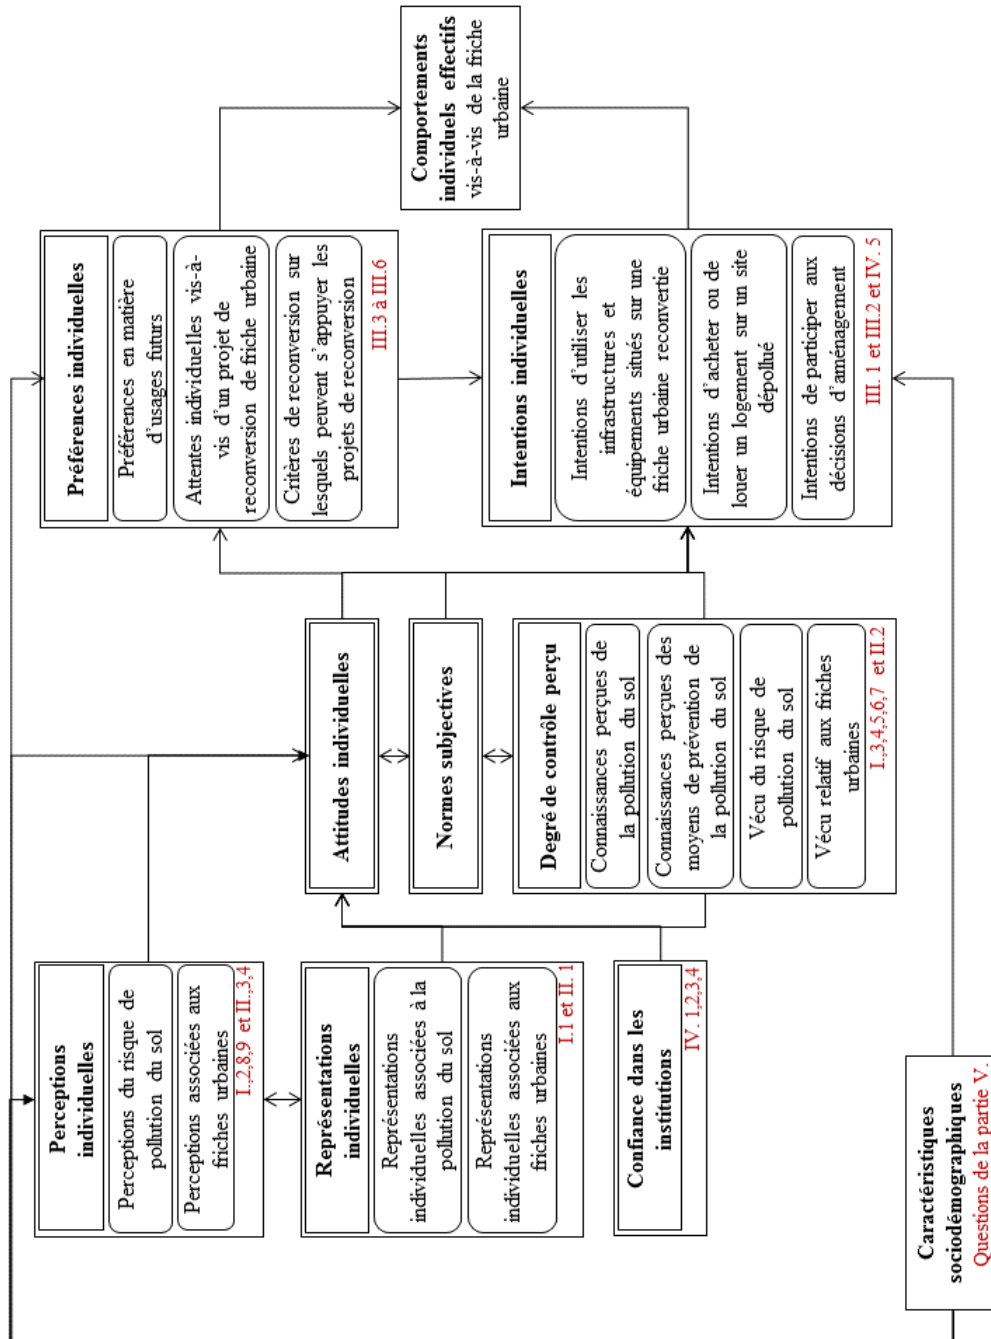 Perceptions
individuelles
Perceptions du risque de
pollution du sol
Perceptions associées aux
friches urbaines
I.,2,8,9 et II.,3,4
Représentations
individuelles
Représentations
individuelles associées à la
pollution du sol
Représentations
individuelles associées aux
friches urbaines
I.1 et II. 1
Confiance dans les
institutions
IV. 1,2,3,4
Caractéristiques
sociodémographiques
Questions de la partie V.
Attitudes individuelles
Normes subjectives
Degré de contrôle perçu
Connaissances perçues de
la pollution du sol
Connaissances perçues des
moyens de prévention de
la pollution du sol
Vécu du risque de
pollution du sol
Vécu relatif aux friches
urbaines
I.,3,4,5,6,7 et II.2
Préférences individuelles
Préférences en matière
d'usages futurs
Attentes individuelles vis-à-
vis d'un projet de
reconversion de friche urbaine
Critères de reconversion sur
lesquels peuvent s'appuyer les
projets de reconversion
III.3 à III.6
Intentions individuelles
Intentions d'utiliser les
infrastructures et
équipements situés sur une
friche urbaine reconvertie
Intentions d'acheter ou de
louer un logement sur un site
dépollué
Intentions de participer aux
décisions d'aménagement
III. 1 et III.2 et IV. 5
Comportements
individuels effectifs
vis-à-vis de la friche
urbaine